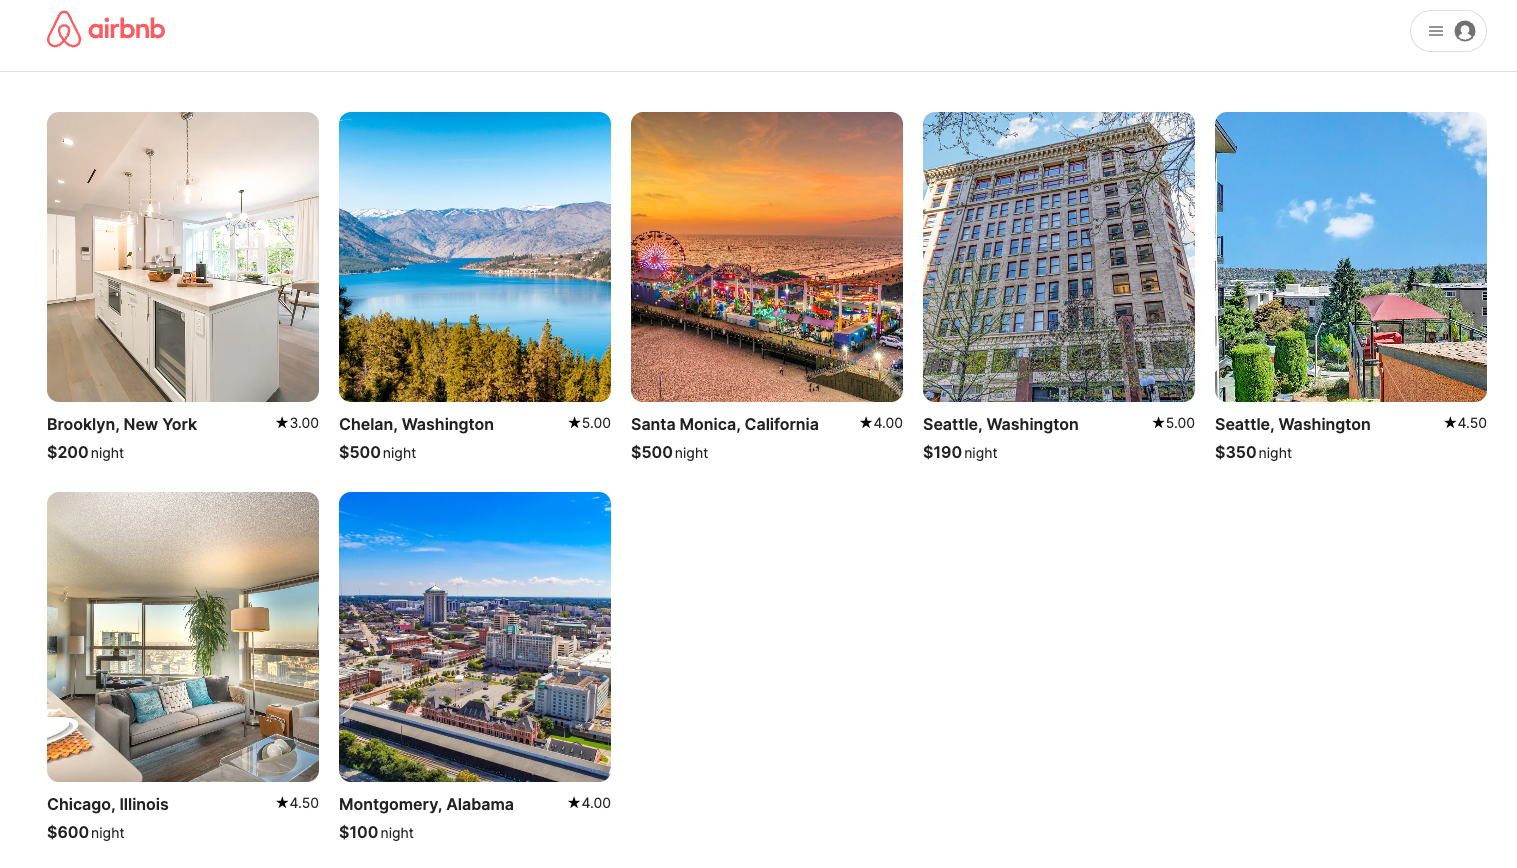 airbnb
Brooklyn, New York ★3.00
$200 night
Chelan, Washington ★5.00
$500 night
Santa Monica, California ★4.00
$500 night
Seattle, Washington ★5.00
$190 night
Seattle, Washington ★4.50
$350 night
Chicago, Illinois ★4.50
$600 night
Montgomery, Alabama ★4.00
$100 night